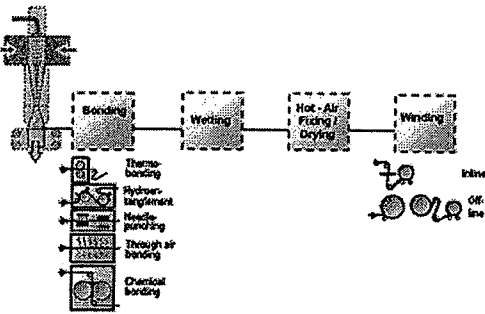 Bonding
Wetting
Hot - Air
Fixing /
Drying
Winding
Thermo-
bonding
Hydroen-
tanglement
Needle-
punching
Through air
bonding
Chemical
bonding
Inline
Off-
line